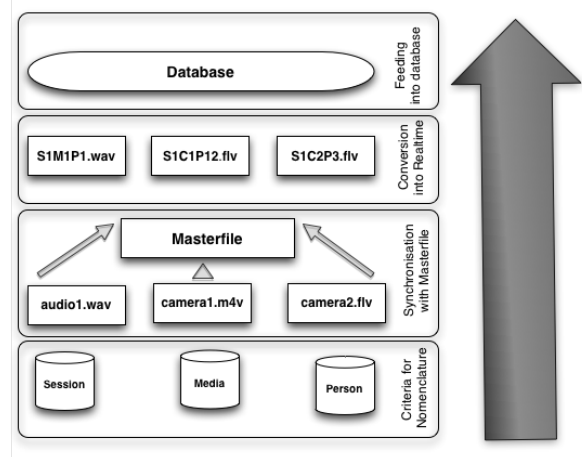 Database
Feeding
into database
S1M1P1.wav
S1C1P12.flv
S1C2P3.flv
Conversion
into Realtime
Masterfile
audio1.wav
camera1.m4v
camera2.flv
Synchronisation
with Masterfile
Session
Media
Person
Criteria for
Nomenclature